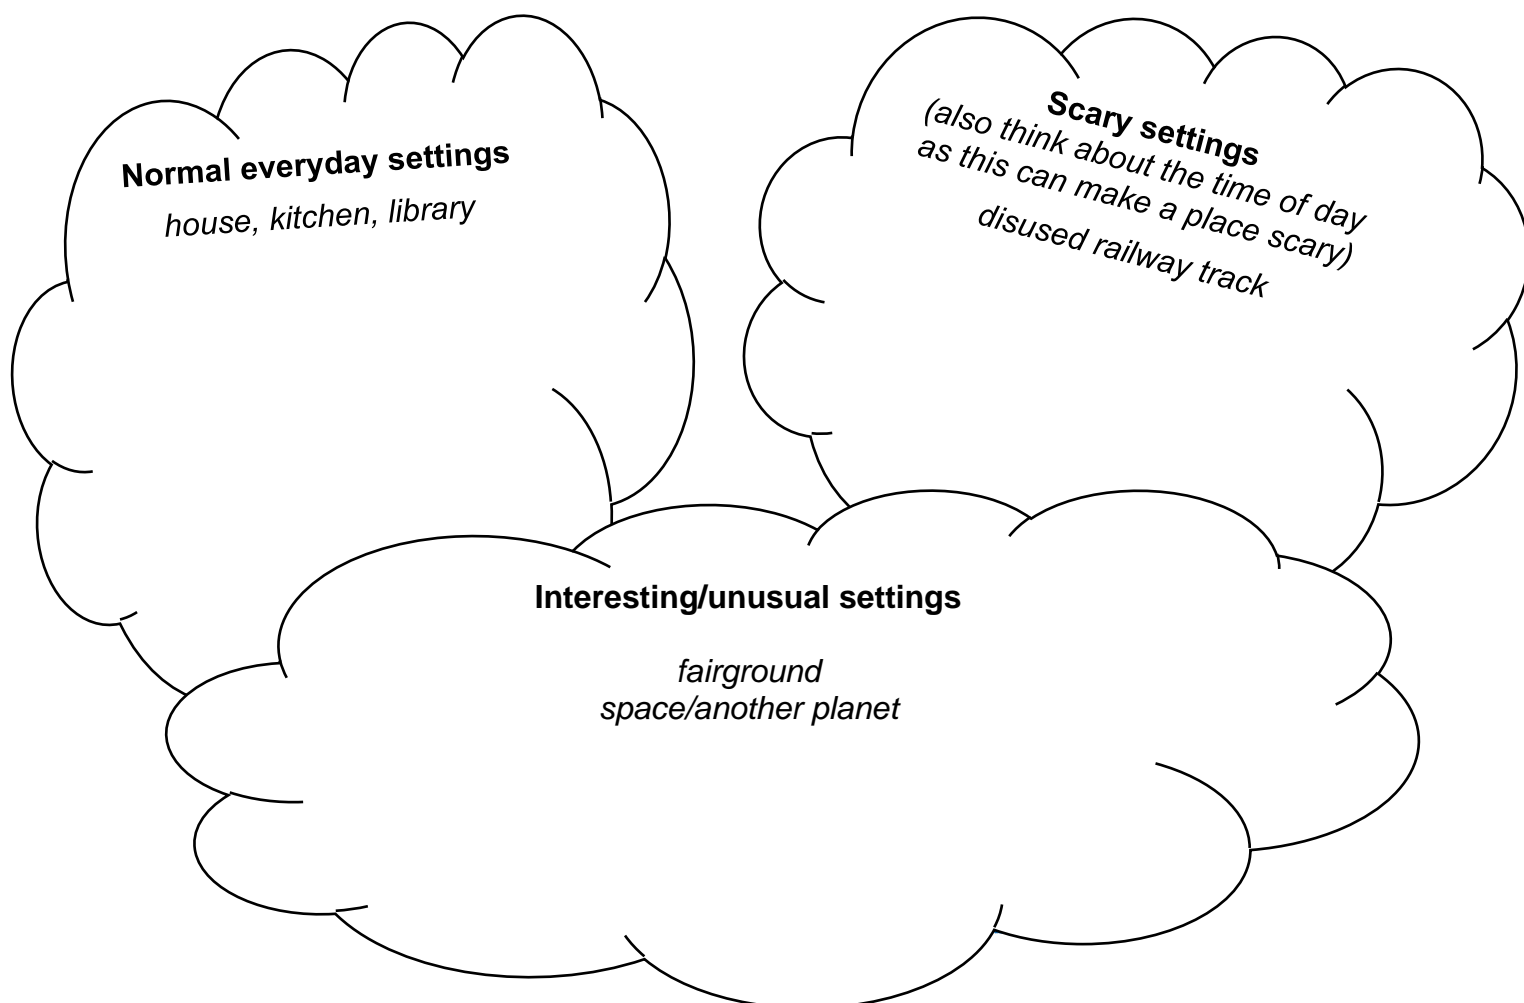 Normal everyday settings
house, kitchen, library
Scary settings
(also think about the time of day
as this can make a place scary)
disused railway track
Interesting/unusual settings
fairground
space/another planet